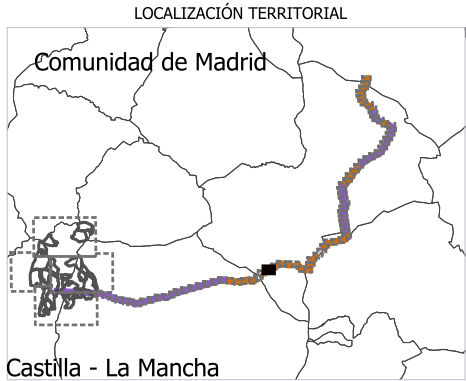 LOCALIZACIÓN TERRITORIAL
Comunidad de Madrid
Castilla - La Mancha